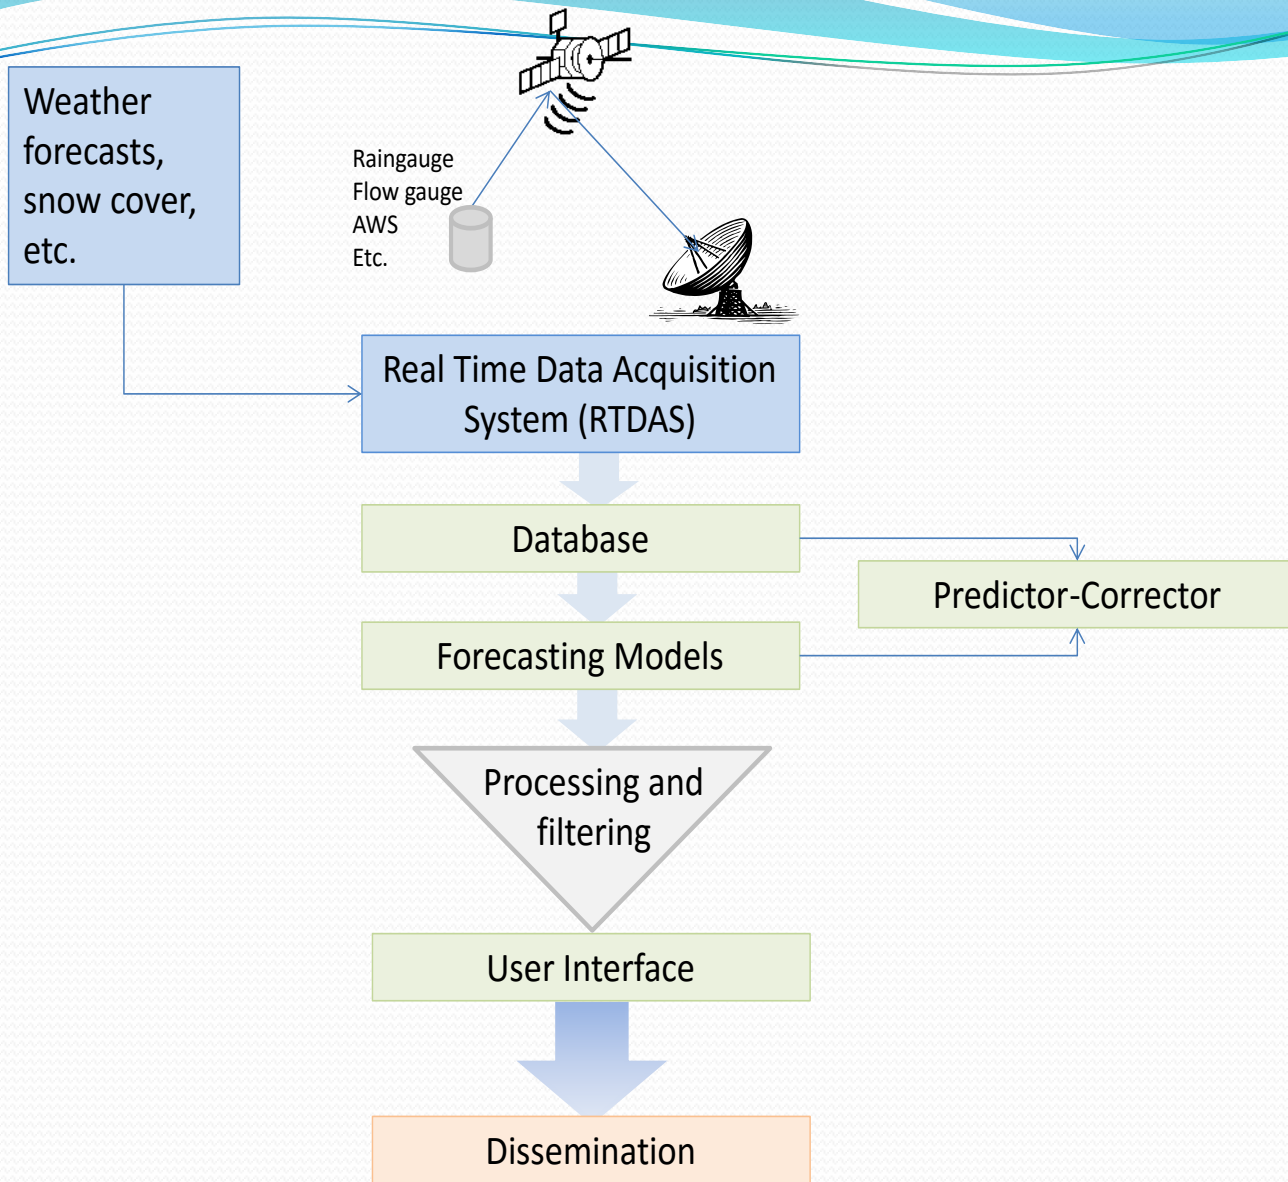 Weather
forecasts,
snow cover,
etc.
Raingauge
Flow gauge
AWS
Etc.
Real Time Data Acquisition
System (RTDAS)
Database
Predictor-Corrector
Forecasting Models
Processing and
filtering
User Interface
Dissemination